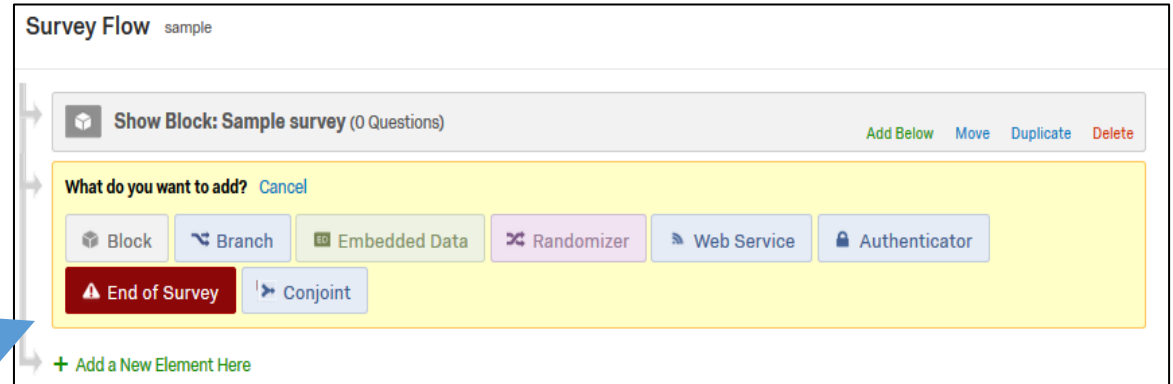 Survey Flow sample
Show Block: Sample survey (0 Questions)
Add Below Move Duplicate Delete
What do you want to add? Cancel
Block Branch ED Embedded Data Randomizer Web Service Authenticator
End of Survey Conjoint
+ Add a New Element Here